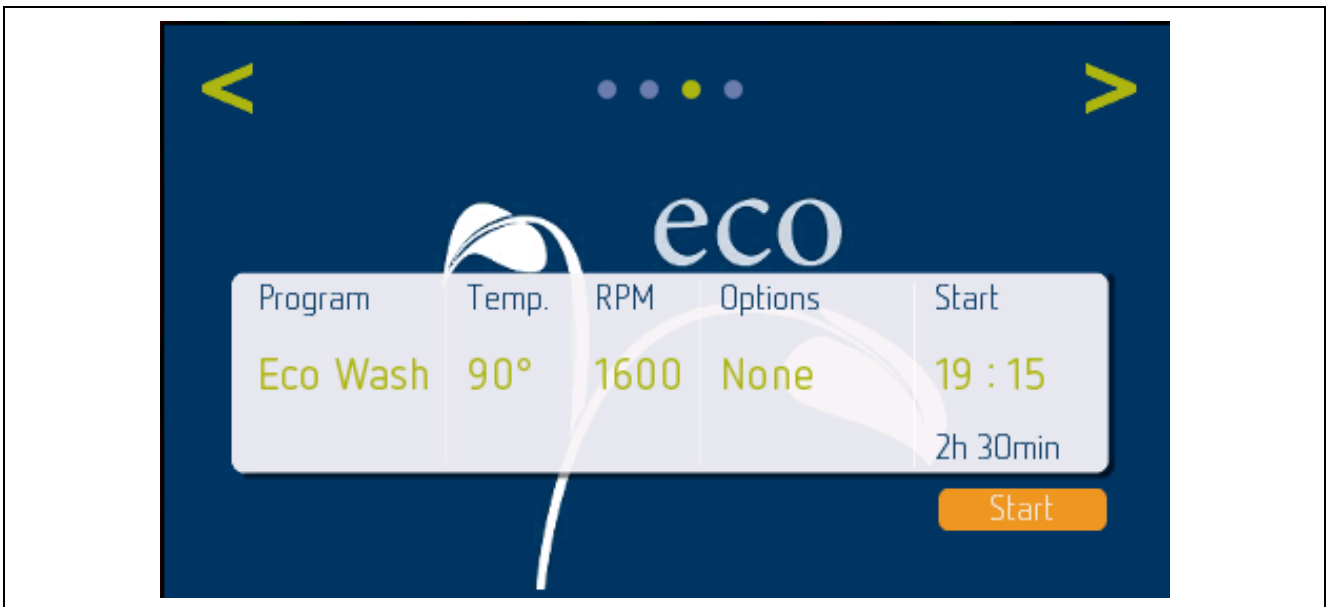 < >
eco
Program Temp. RPM Options Start
Eco Wash 90° 1600 None 19 : 15
2h 30min
Start